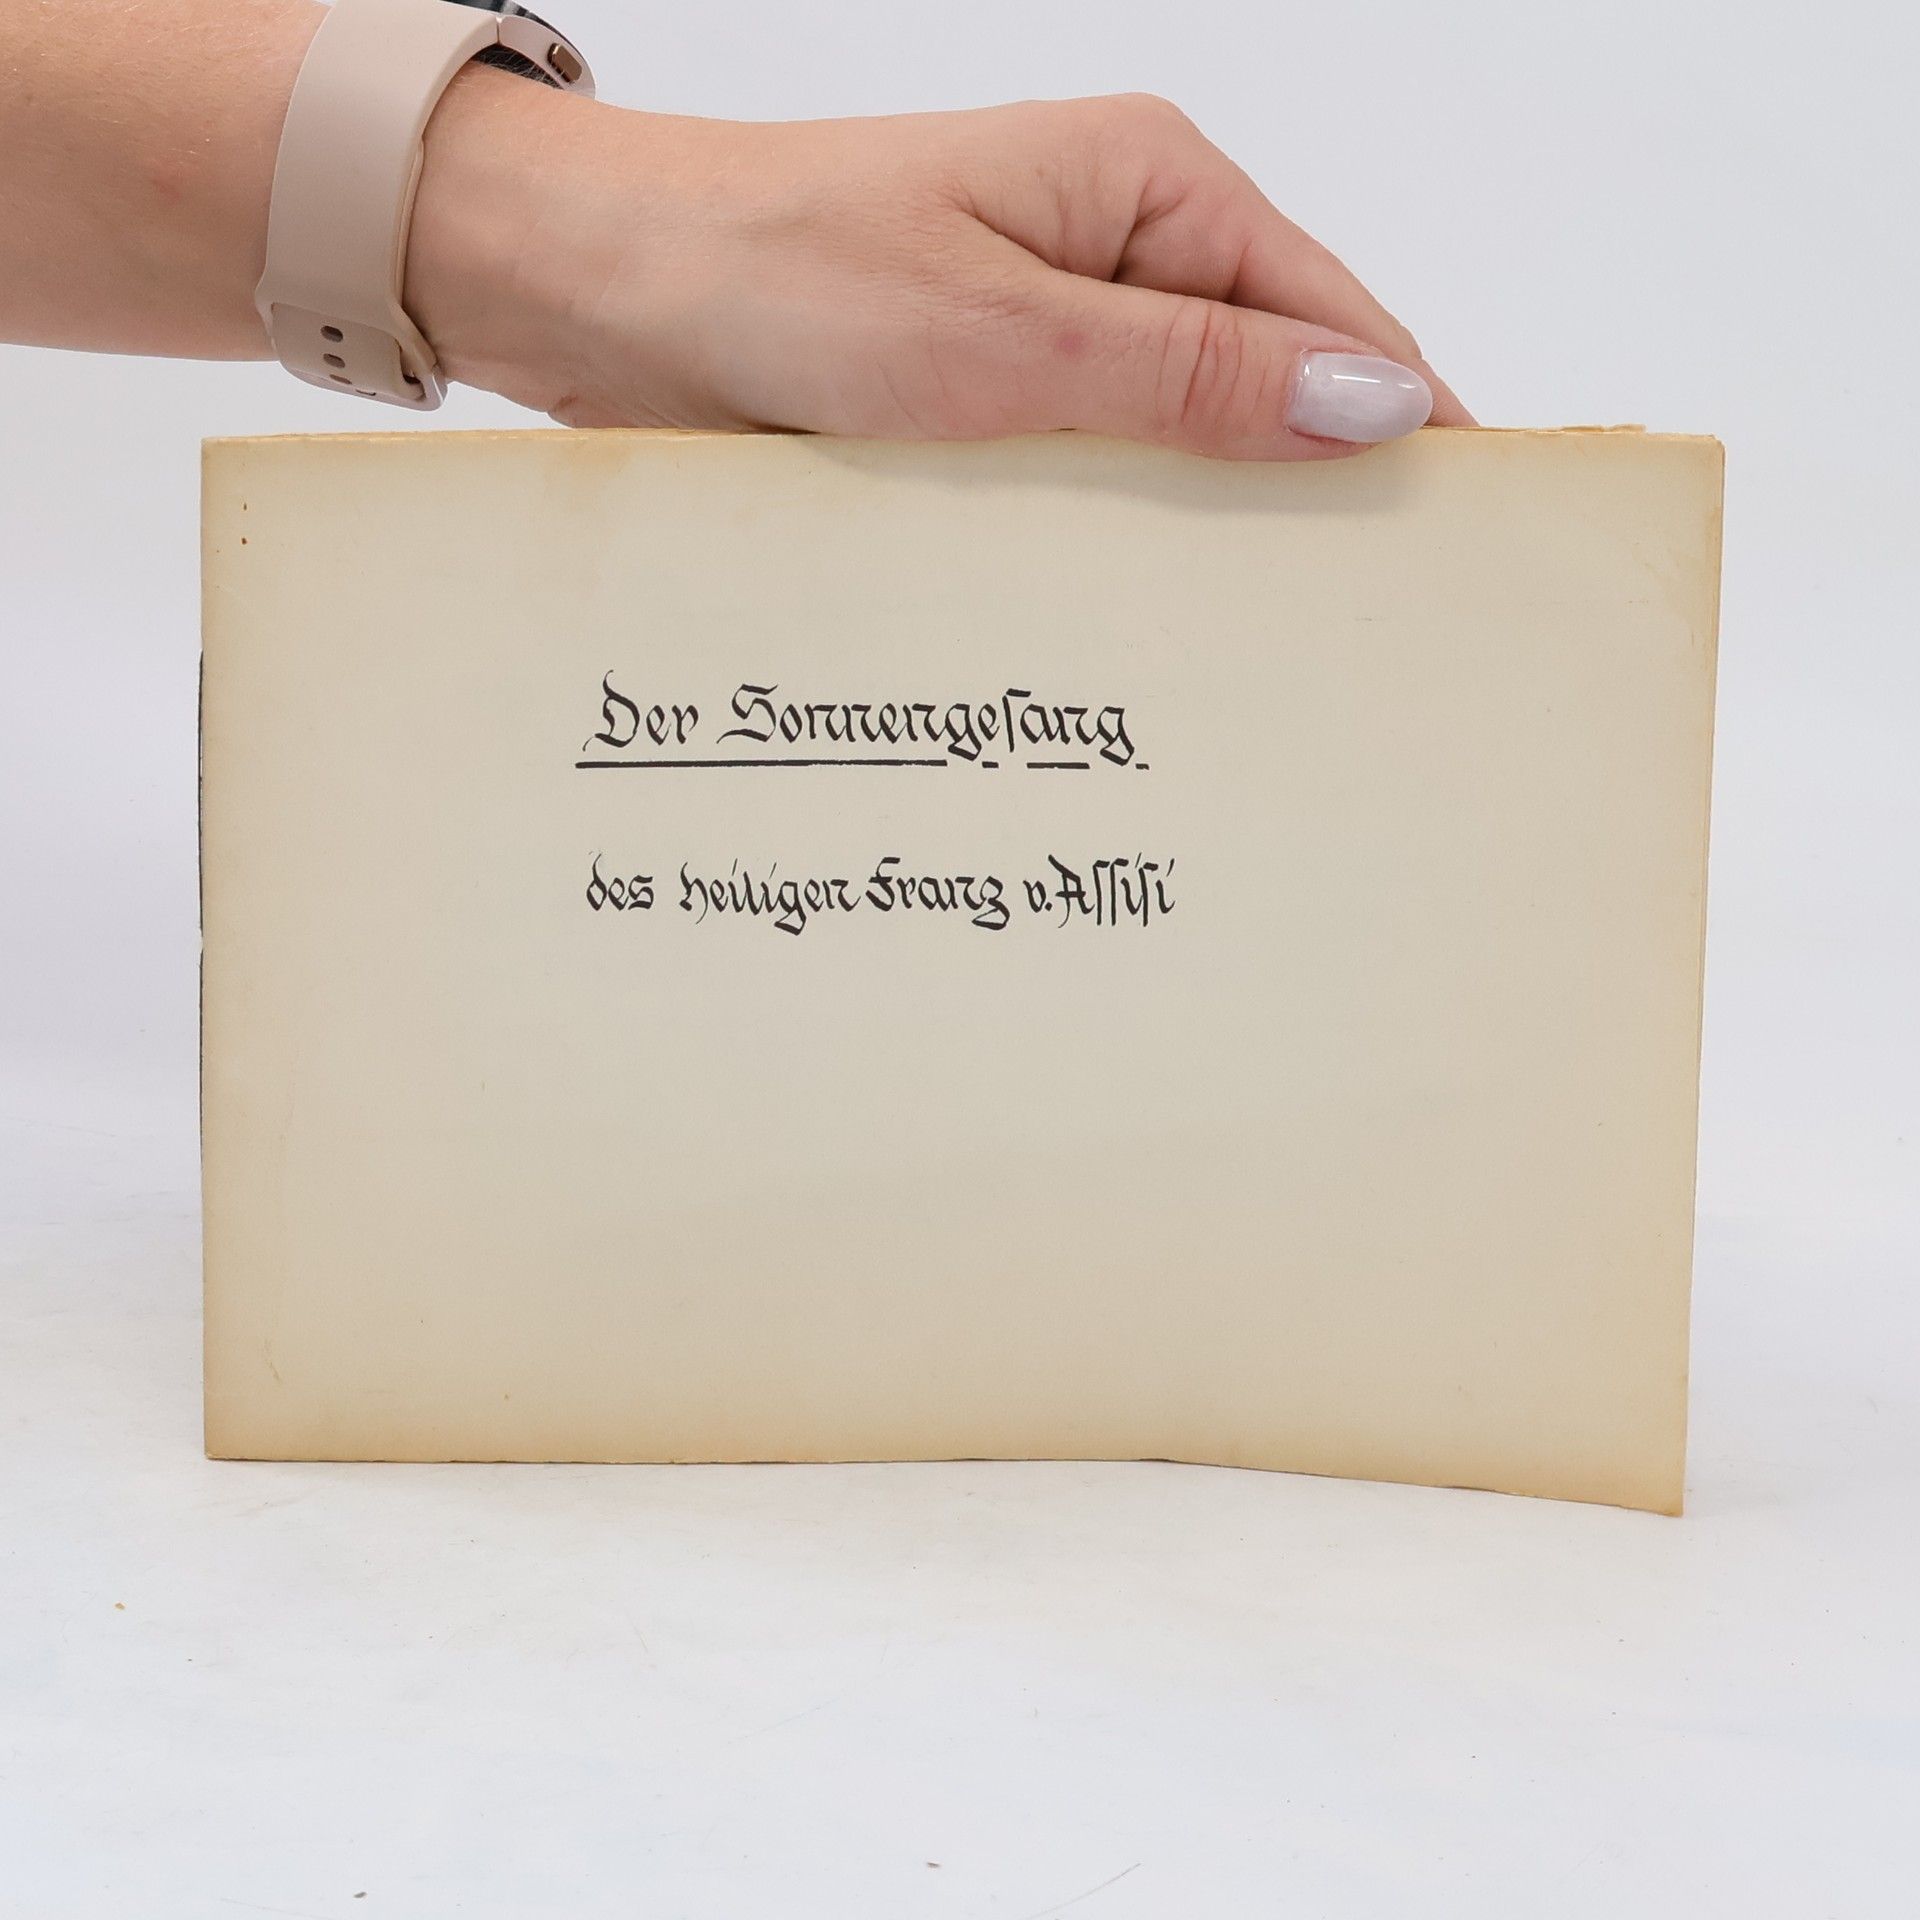 Der Sonnengesang
des heiligen Franz v. Assisi